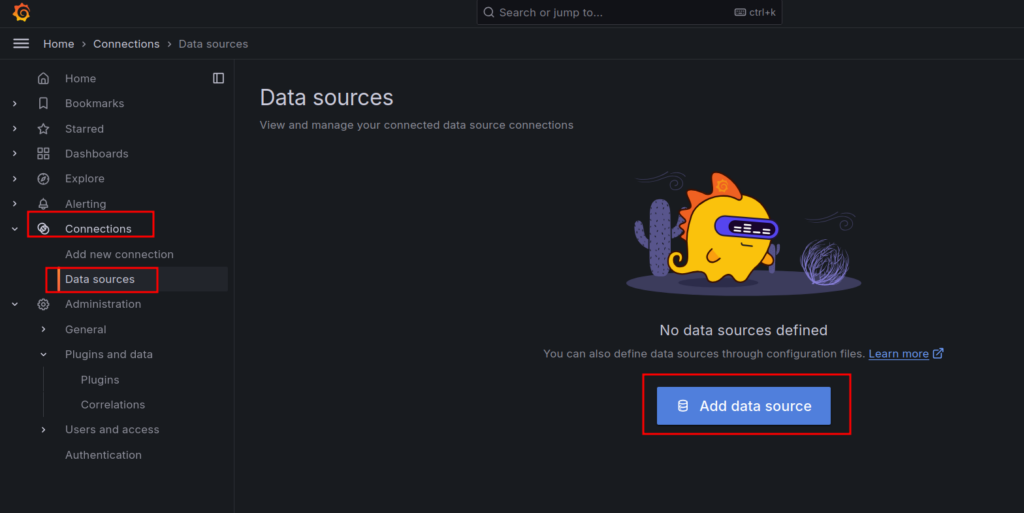 Search or jump to...
ctrl+k
Home › Connections › Data sources
Home
Bookmarks
Starred
Dashboards
Explore
Alerting
Connections
Add new connection
Data sources
Administration
General
Plugins and data
Plugins
Correlations
Users and access
Authentication
Data sources
View and manage your connected data source connections
No data sources defined
You can also define data sources through configuration files. Learn more
Add data source